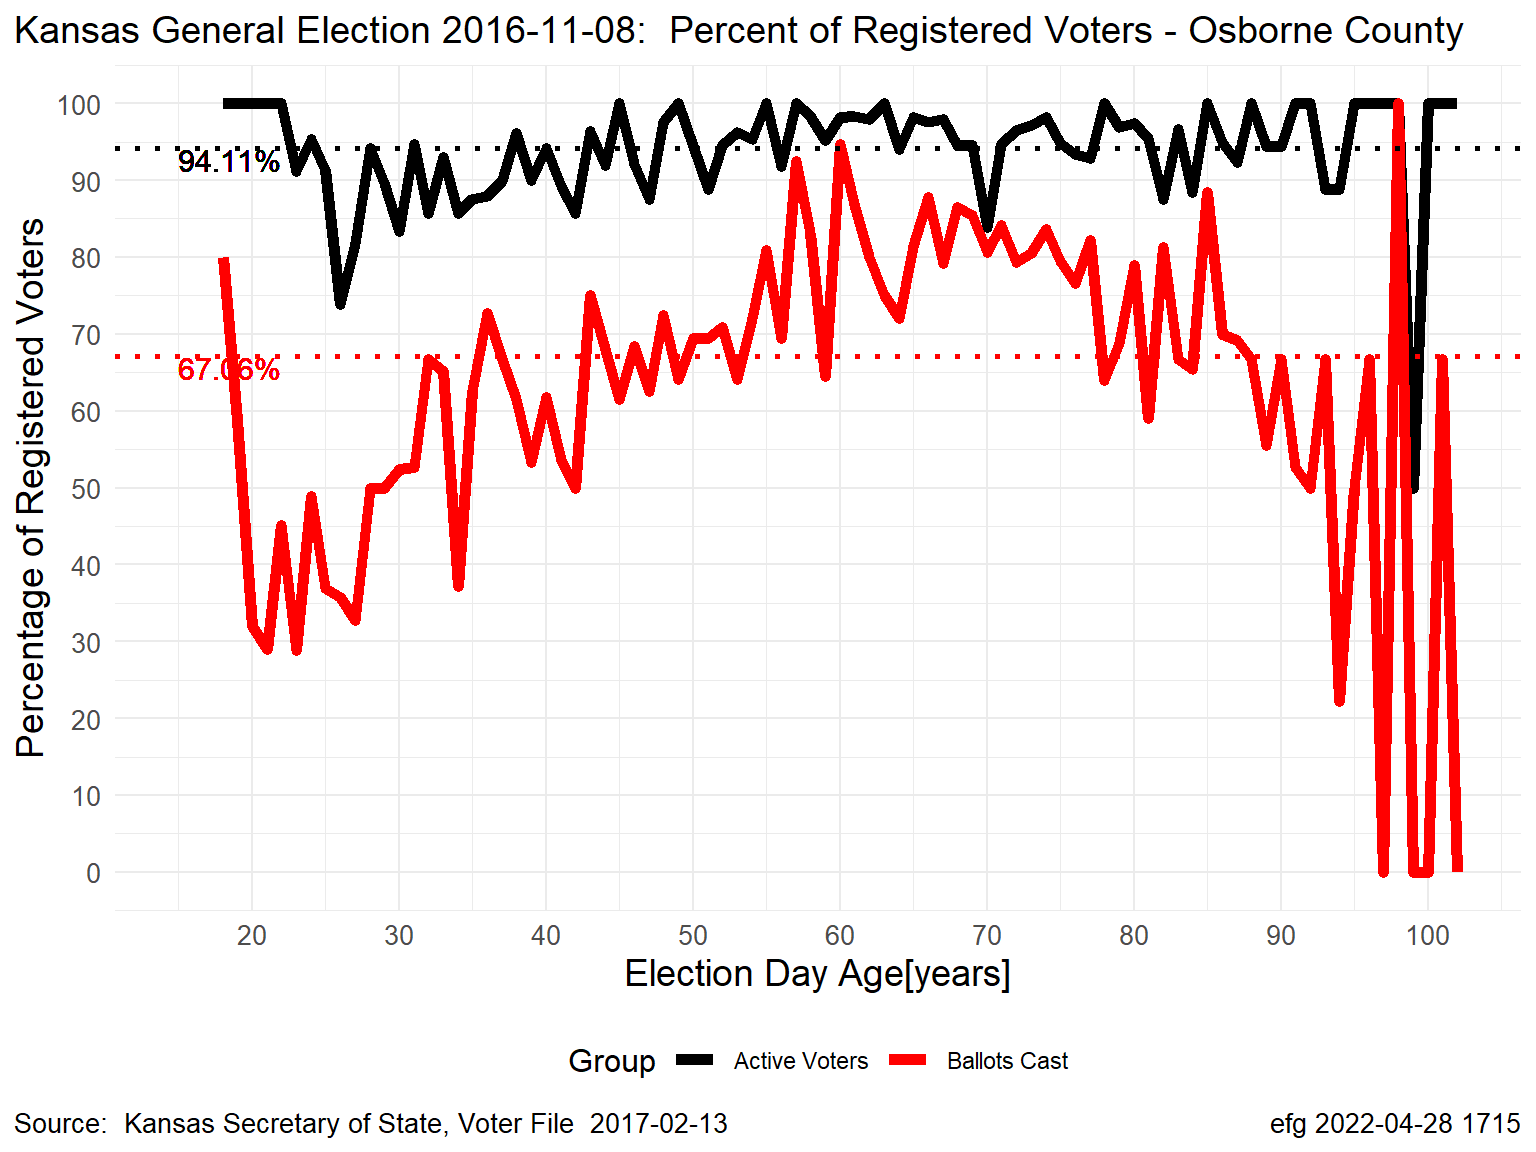 Kansas General Election 2016-11-08:  Percent of Registered Voters - Osborne County
Percentage of Registered Voters
100
90
80
70
60
50
40
30
20
10
0
94.11%
67.06%
20 30 40 50 60 70 80 90 100
Election Day Age[years]
Group Active Voters Ballots Cast
Source:  Kansas Secretary of State, Voter File  2017-02-13 efg 2022-04-28 1715